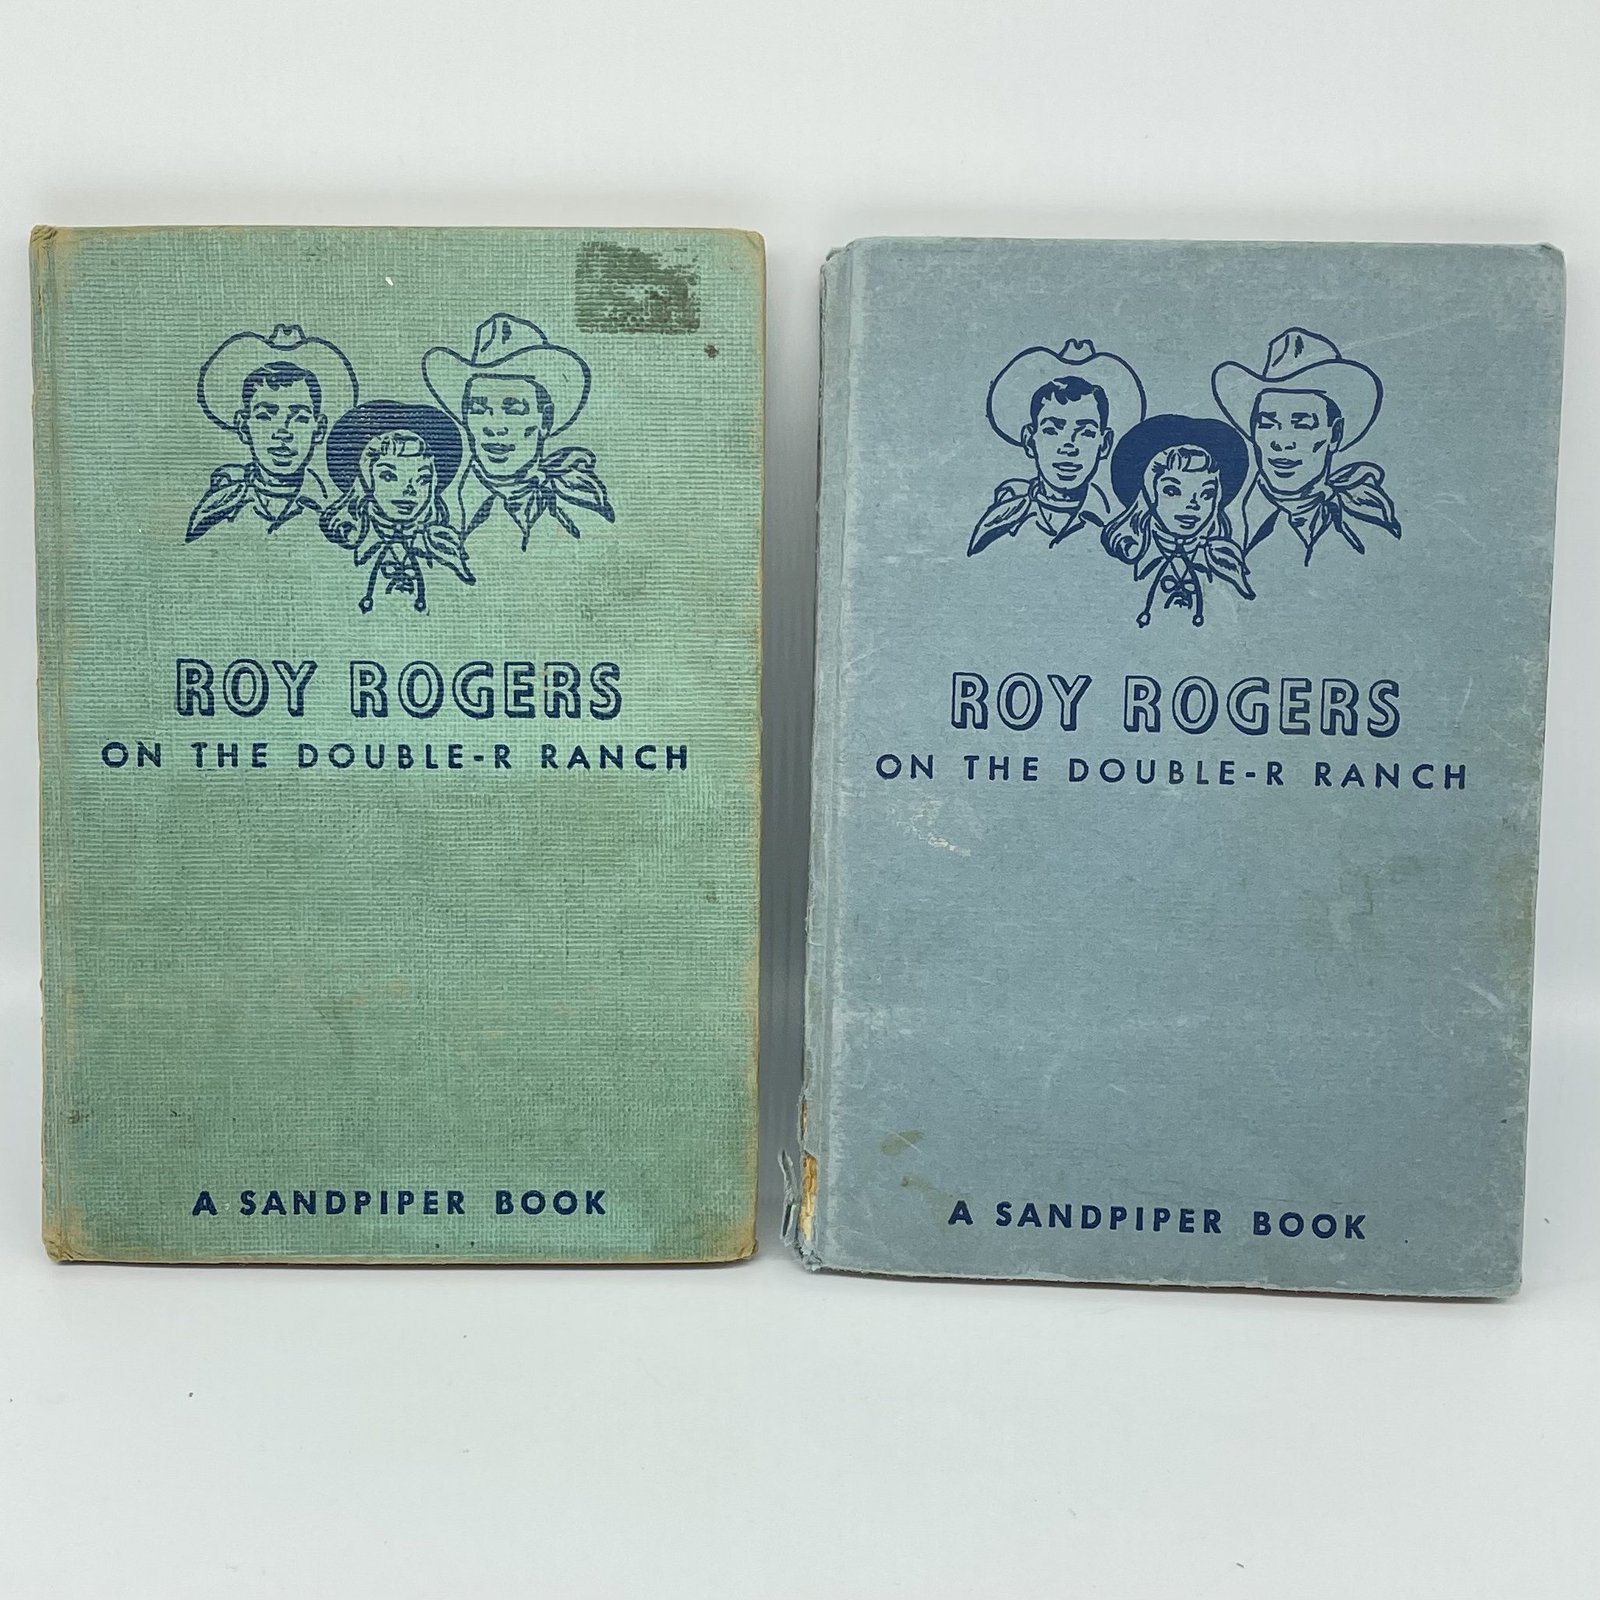 ROY ROGERS
ON THE DOUBLE-R RANCH
A SANDPIPER BOOK
ROY ROGERS
ON THE DOUBLE-R RANCH
A SANDPIPER BOOK